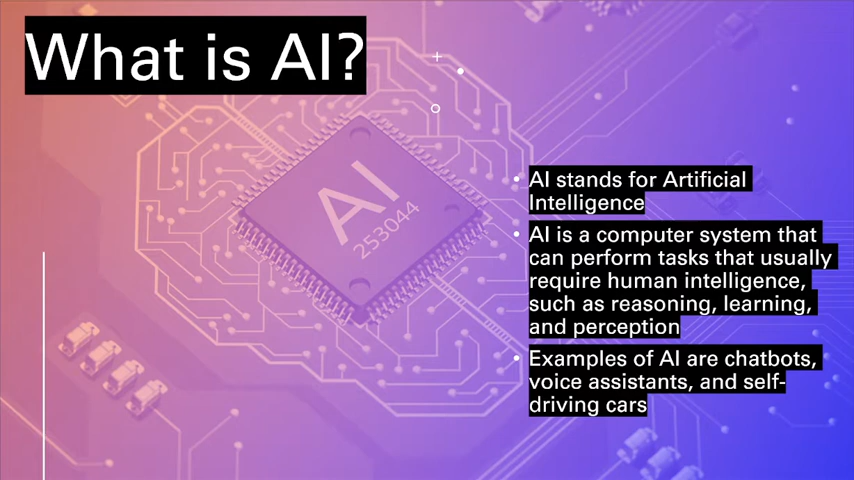 What is AI?
AI
253044
• AI stands for Artificial
Intelligence
• AI is a computer system that
can perform tasks that usually
require human intelligence,
such as reasoning, learning,
and perception
• Examples of AI are chatbots,
voice assistants, and self-
driving cars